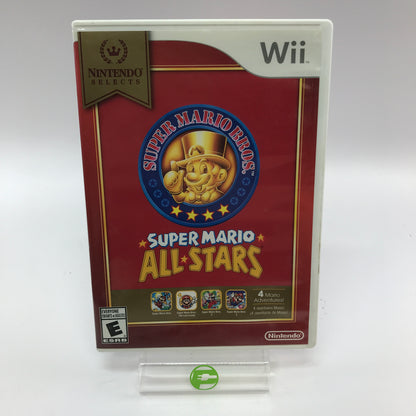 NINTENDO
SELECTS
Wii
SUPER MARIO BROS.
SUPER MARIO
ALL★STARS
4 Mario
Adventures!
EVERYONE
E
ESRB
Nintendo